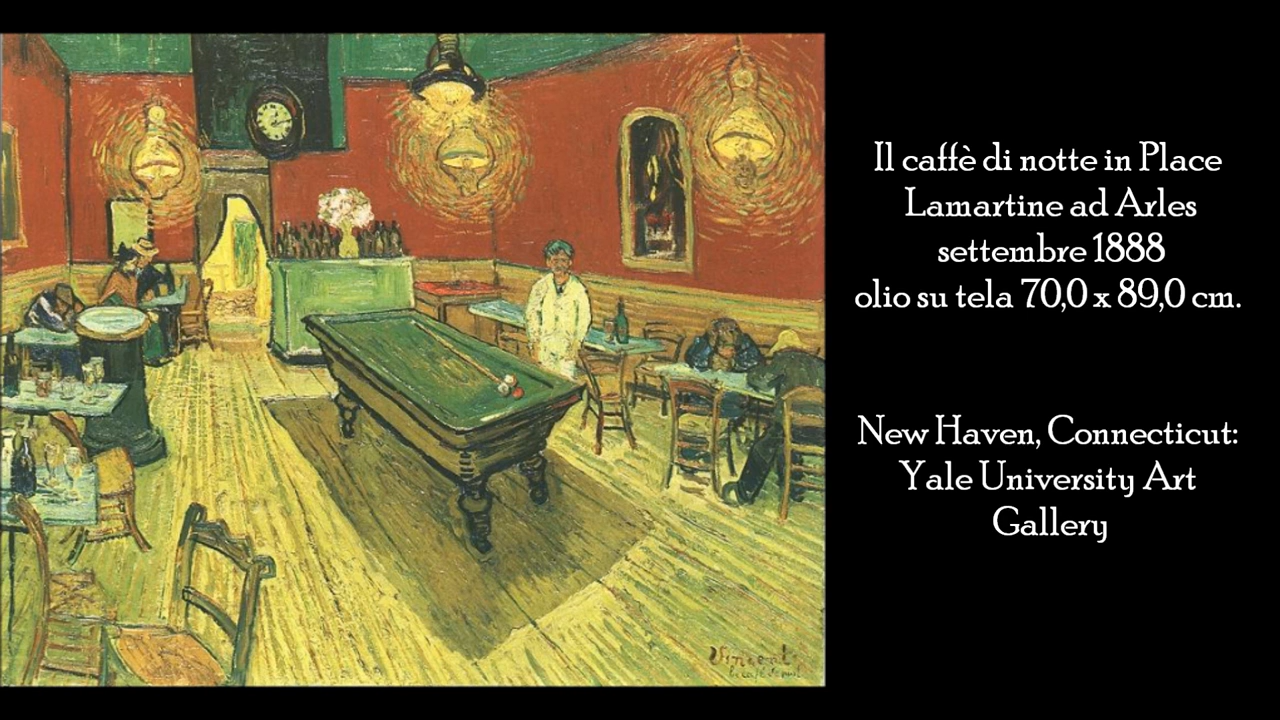 Il caffè di notte in Place
Lamartine ad Arles
settembre 1888
olio su tela 70,0 x 89,0 cm.
New Haven, Connecticut:
Yale University Art
Gallery
Vincent